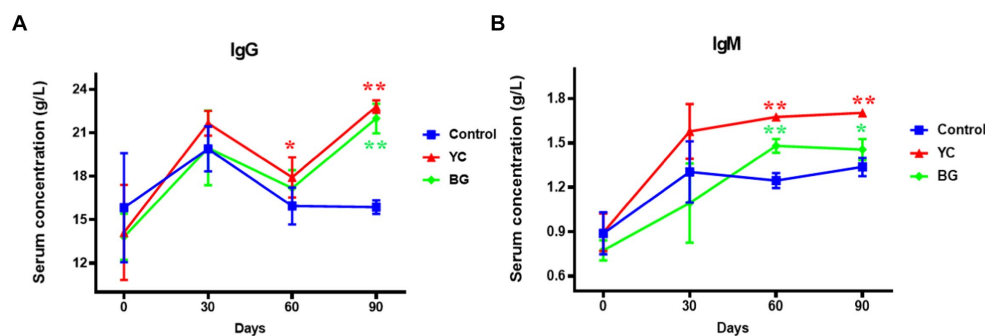 A
IgG
Serum concentration (g/L)
24
21
18
15
12
0 30 60 90
Days
** 
*
**
Control
YC
BG
B
IgM
Serum concentration (g/L)
1.8
1.5
1.2
0.9
0.6
0 30 60 90
Days
** **
** *
Control
YC
BG